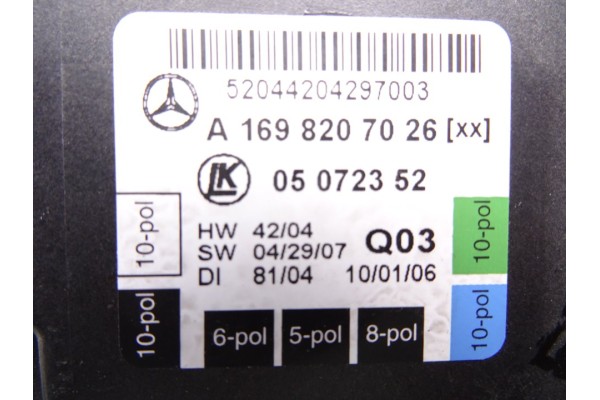 52044204297003
A 169 820 70 26 [xx]
LK 05 0723 52
HW 42/04
SW 04/29/07 Q03
DI 81/04 10/01/06
10-pol
10-pol
6-pol 5-pol 8-pol
10-pol
10-pol